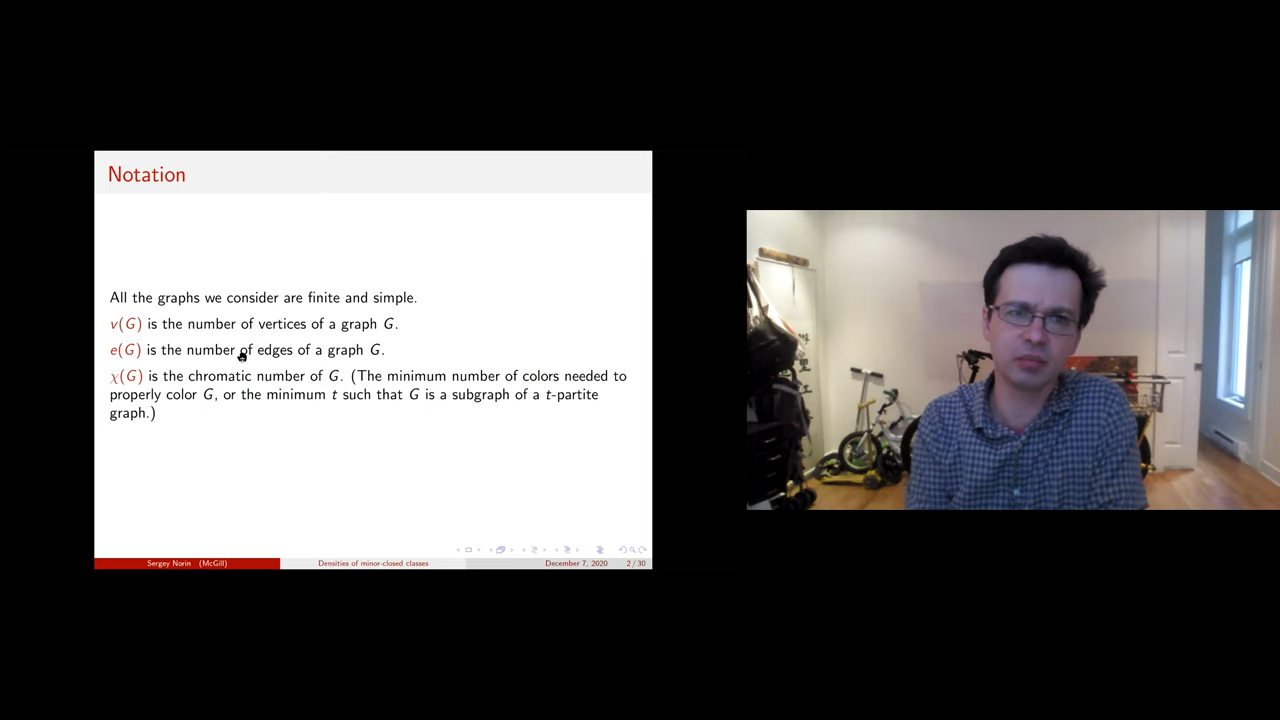 Notation
All the graphs we consider are finite and simple.
v(G) is the number of vertices of a graph G.
e(G) is the number of edges of a graph G.
χ(G) is the chromatic number of G. (The minimum number of colors needed to
properly color G, or the minimum t such that G is a subgraph of a t-partite
graph.)
Sergey Norin (McGill) Densities of minor-closed classes December 7, 2020 2 / 30